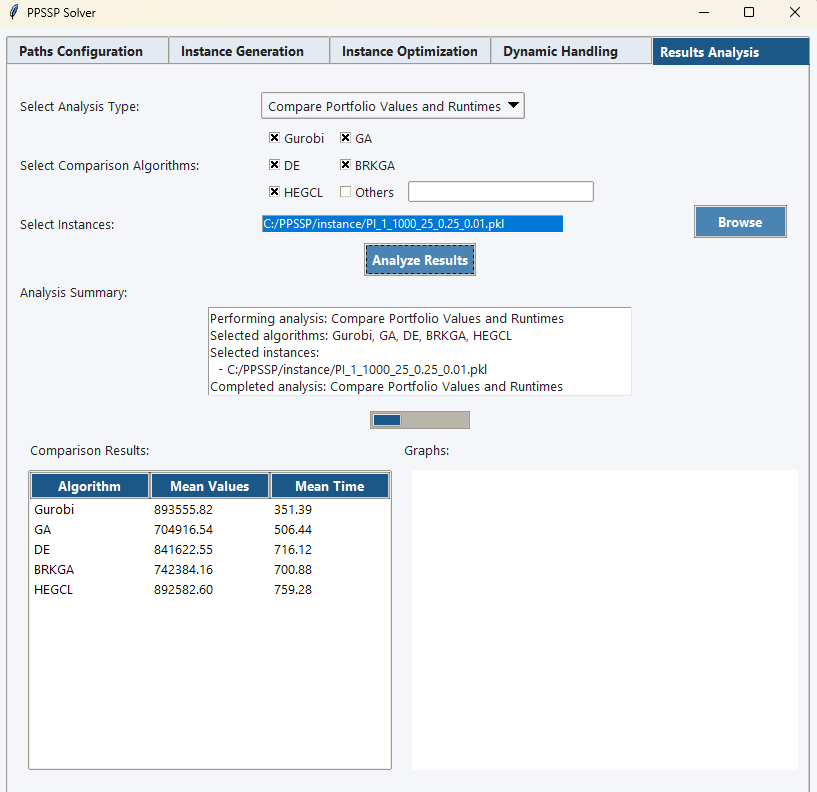 PPSSP Solver
Paths Configuration Instance Generation Instance Optimization Dynamic Handling Results Analysis
Select Analysis Type: Compare Portfolio Values and Runtimes
Gurobi GA
Select Comparison Algorithms: DE BRKGA
HEGCL Others
Select Instances: C:/PPSSP/instance/PI_1_1000_25_0.25_0.01.pkl Browse
Analyze Results
Analysis Summary:
Performing analysis: Compare Portfolio Values and Runtimes
Selected algorithms: Gurobi, GA, DE, BRKGA, HEGCL
Selected instances:
- C:/PPSSP/instance/PI_1_1000_25_0.25_0.01.pkl
Completed analysis: Compare Portfolio Values and Runtimes
Comparison Results: Graphs:
Algorithm Mean Values Mean Time
Gurobi 893555.82 351.39
GA 704916.54 506.44
DE 841622.55 716.12
BRKGA 742384.16 700.88
HEGCL 892582.60 759.28